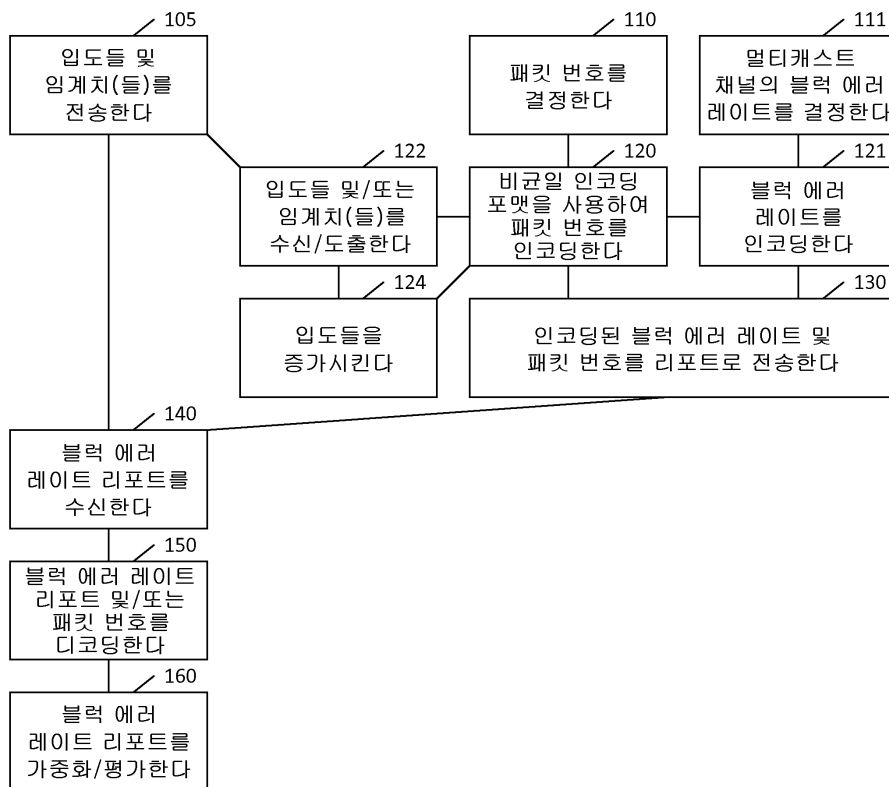 105
입도들 및
임계치(들)를
전송한다
110
패킷 번호를
결정한다
111
멀티캐스트
채널의 블럭 에러
레이트를 결정한다
122
입도들 및/또는
임계치(들)를
수신/도출한다
120
비균일 인코딩
포맷을 사용하여
패킷 번호를
인코딩한다
121
블럭 에러
레이트를
인코딩한다
124
입도들을
증가시킨다
130
인코딩된 블럭 에러 레이트 및
패킷 번호를 리포트로 전송한다
140
블럭 에러
레이트 리포트를
수신한다
150
블럭 에러 레이트
리포트 및/또는
패킷 번호를
디코딩한다
160
블럭 에러
레이트 리포트를
가중화/평가한다